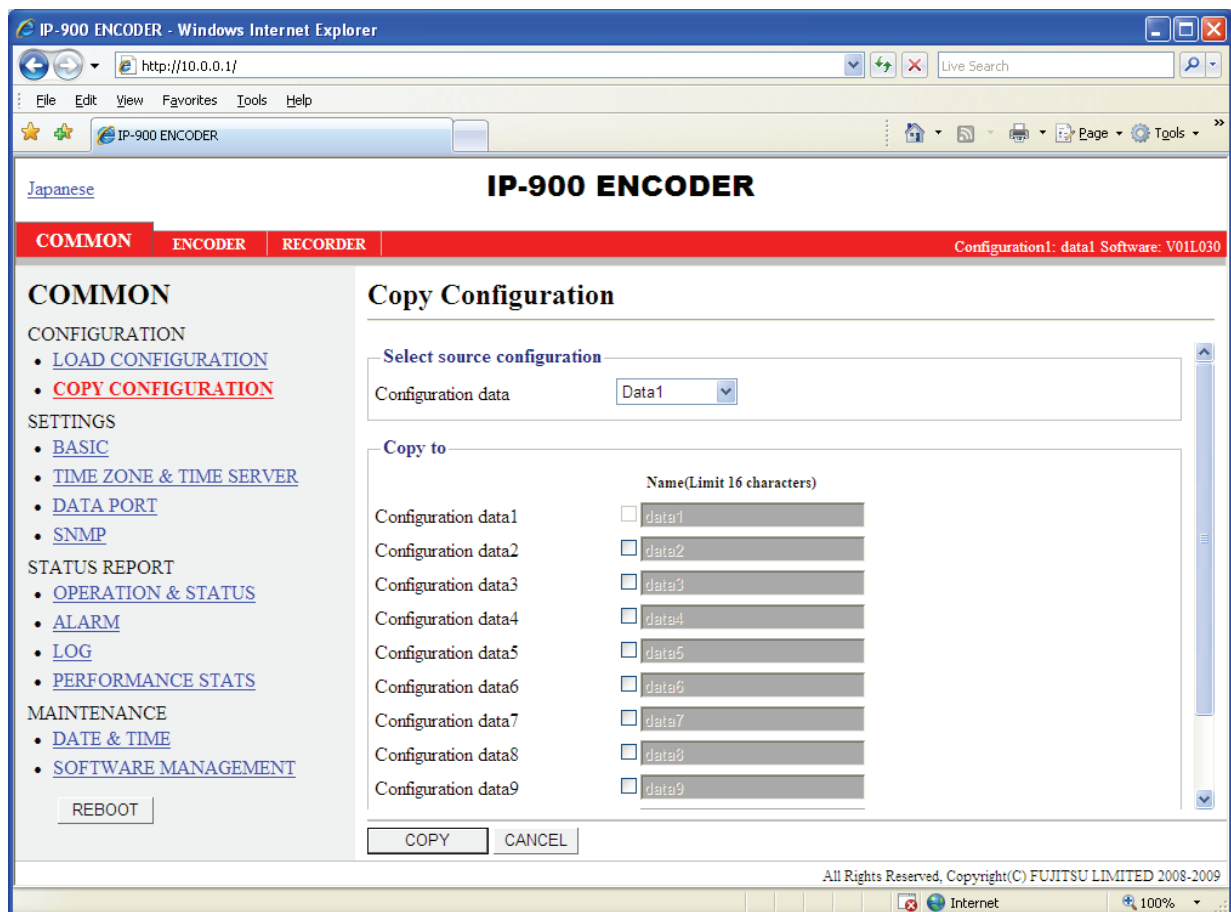 IP-900 ENCODER - Windows Internet Explorer
http://10.0.0.1/
Live Search
File Edit View Favorites Tools Help
IP-900 ENCODER
Page Tools »
Japanese
IP-900 ENCODER
COMMON ENCODER RECORDER
Configuration1: data1 Software: V01L030
COMMON
CONFIGURATION
• LOAD CONFIGURATION
• COPY CONFIGURATION
SETTINGS
• BASIC
• TIME ZONE & TIME SERVER
• DATA PORT
• SNMP
STATUS REPORT
• OPERATION & STATUS
• ALARM
• LOG
• PERFORMANCE STATS
MAINTENANCE
• DATE & TIME
• SOFTWARE MANAGEMENT
REBOOT
Copy Configuration
Select source configuration
Configuration data Data1
Copy to
Name(Limit 16 characters)
Configuration data1 data1
Configuration data2 data2
Configuration data3 data3
Configuration data4 data4
Configuration data5 data5
Configuration data6 data6
Configuration data7 data7
Configuration data8 data8
Configuration data9 data9
COPY CANCEL
All Rights Reserved, Copyright(C) FUJITSU LIMITED 2008-2009
Internet 100%